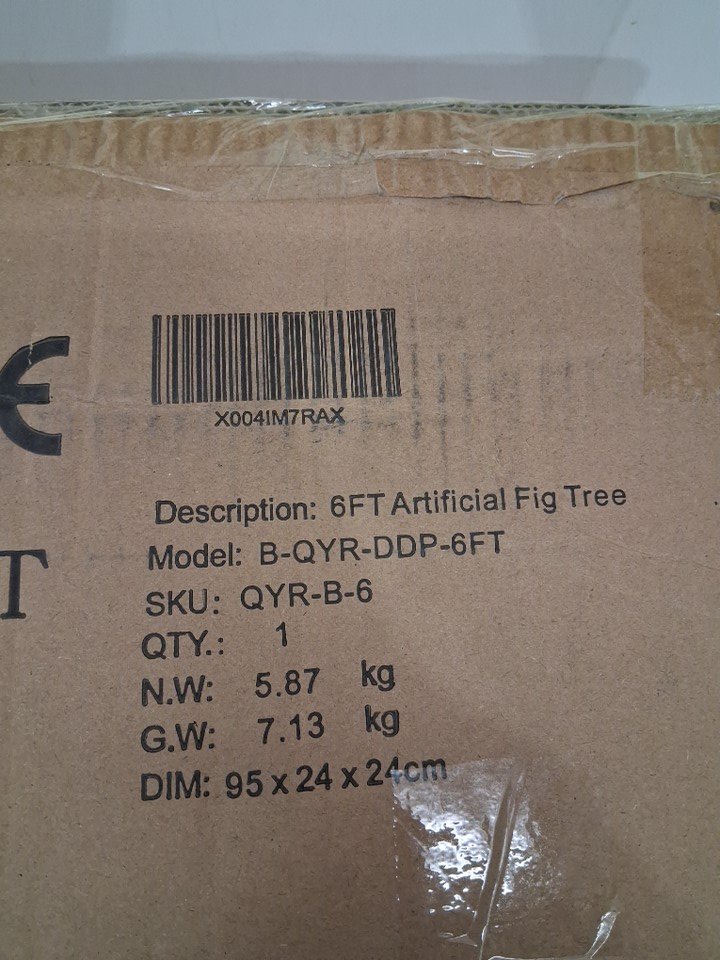 CE
X004IM7RAX
Description: 6FT Artificial Fig Tree
Model: B-QYR-DDP-6FT
T
SKU: QYR-B-6
QTY.: 1
N.W: 5.87 kg
G.W: 7.13 kg
DIM: 95 x 24 x 24cm